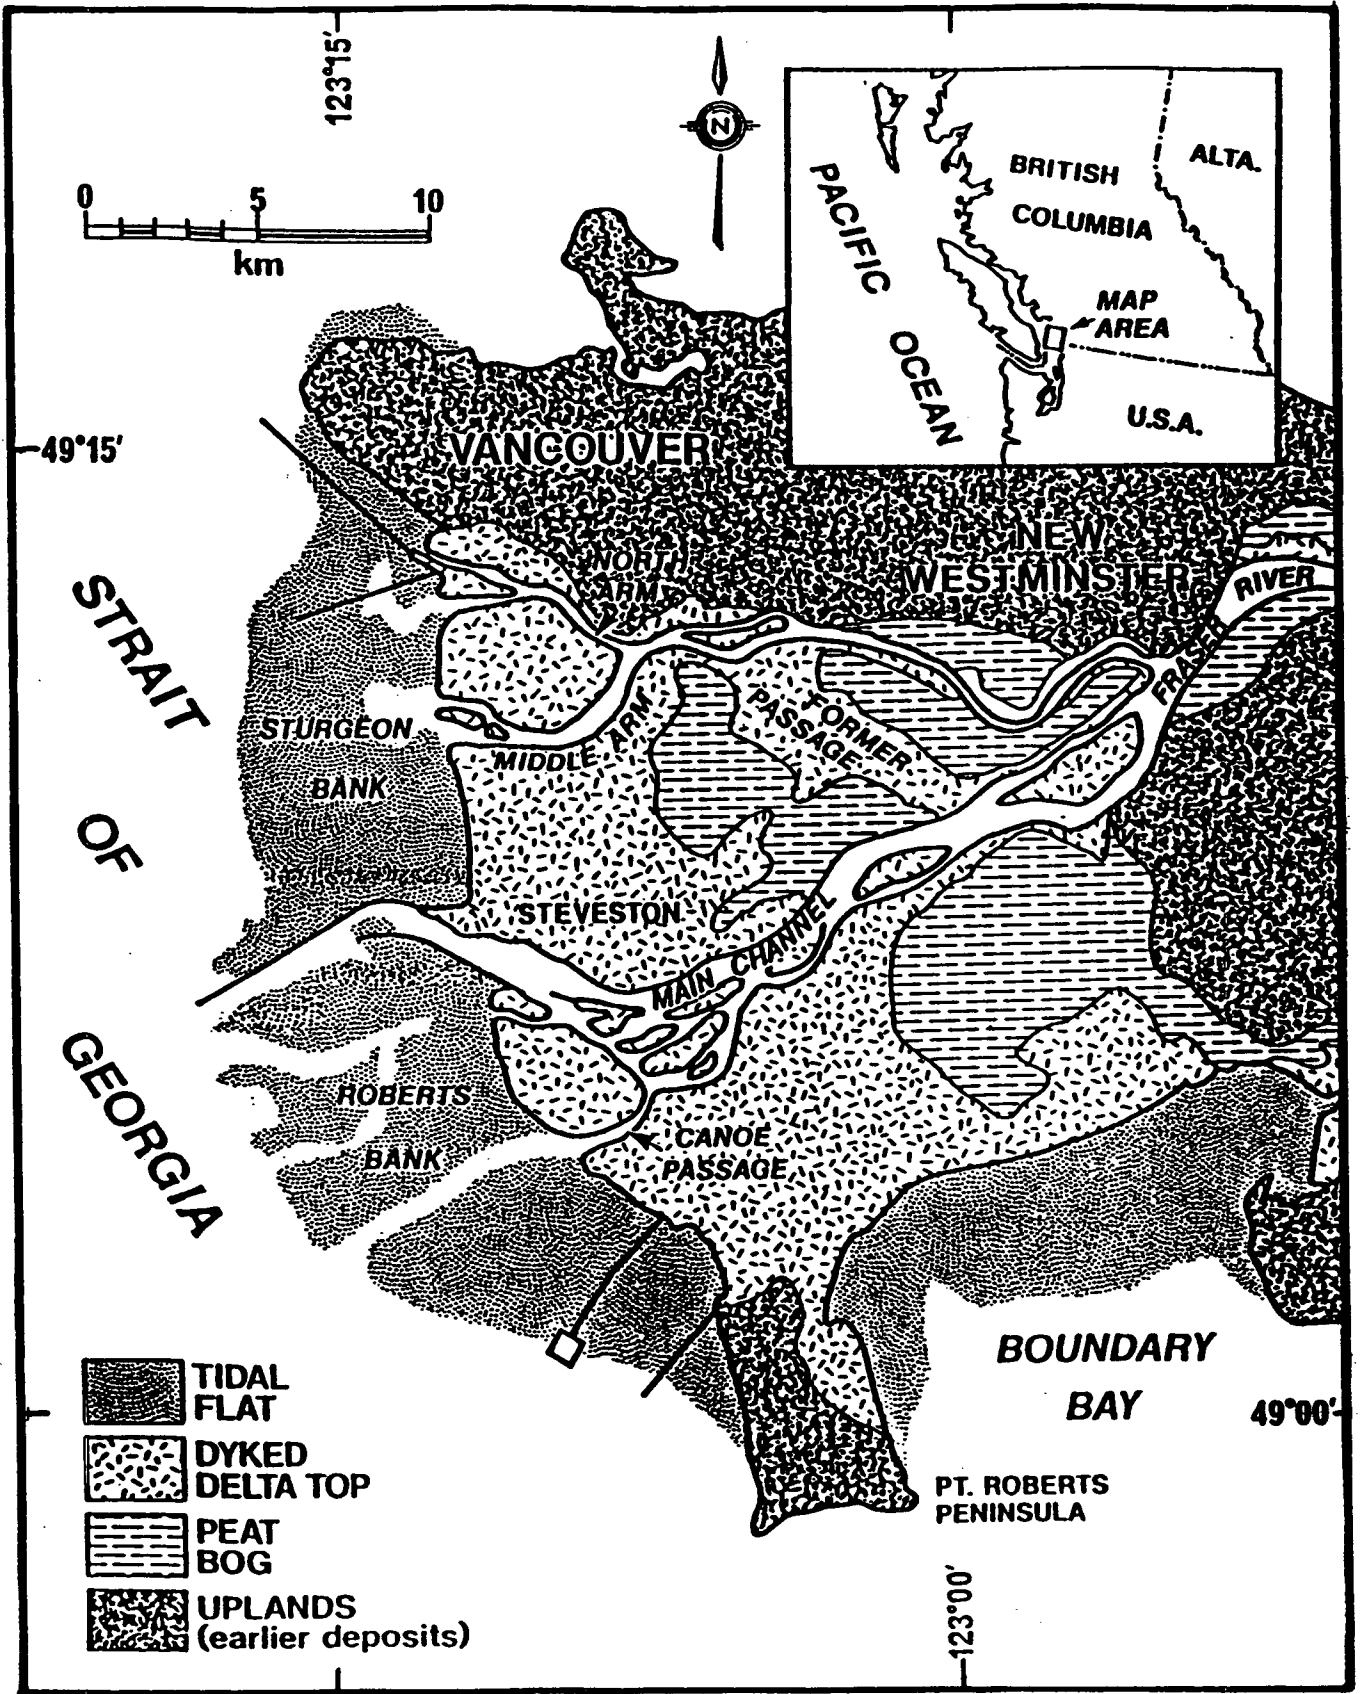 123°15'
N
0 5 10
km
BRITISH
COLUMBIA
ALTA.
PACIFIC OCEAN
MAP
AREA
U.S.A.
49°15'
VANCOUVER
NEW
WESTMINSTER
NORTH
ARM
FRASER RIVER
STRAIT
OF
GEORGIA
STURGEON
BANK
MIDDLE ARM
FORMER
PASSAGE
STEVESTON
MAIN CHANNEL
ROBERTS
BANK
CANOE
PASSAGE
BOUNDARY
BAY
49°00'
PT. ROBERTS
PENINSULA
TIDAL
FLAT
DYKED
DELTA TOP
PEAT
BOG
UPLANDS
(earlier deposits)
123°00'